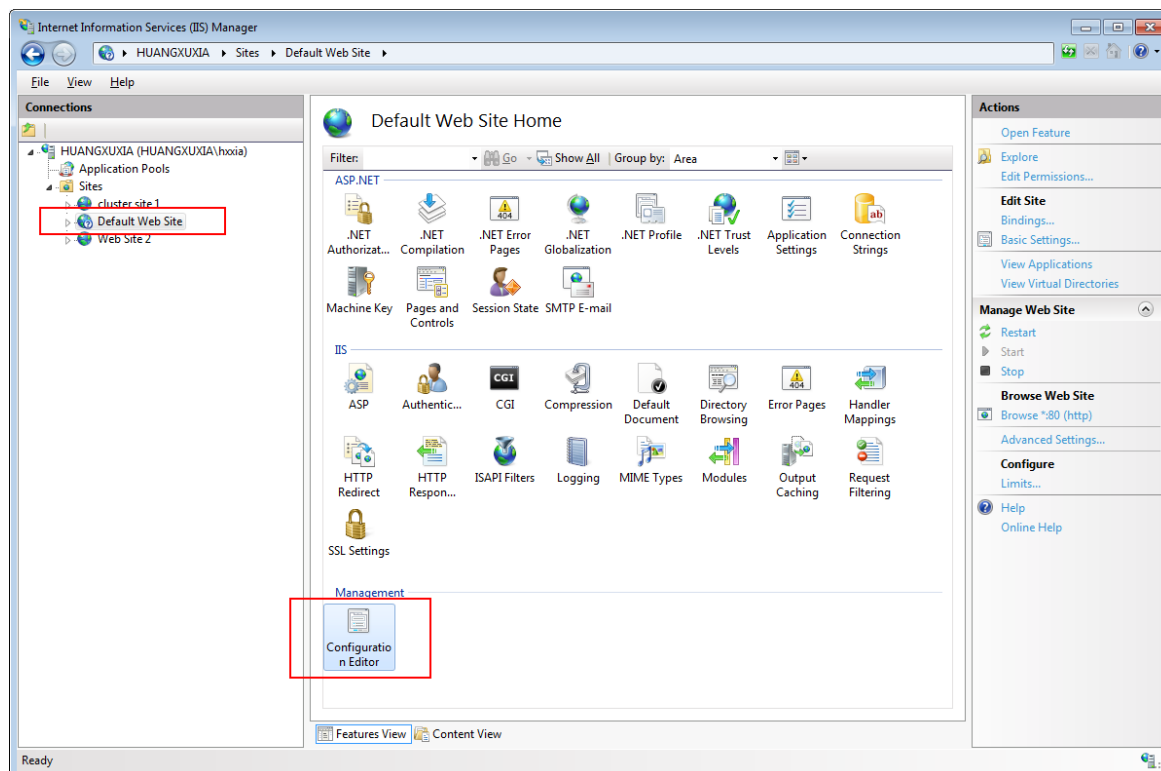 Internet Information Services (IIS) Manager
HUANGXUXIA Sites Default Web Site
File View Help
Connections
HUANGXUXIA (HUANGXUXIA\hxxia)
Application Pools
Sites
cluster site 1
Default Web Site
Web Site 2
Default Web Site Home
Filter: Go Show All Group by: Area
ASP.NET
.NET Authorizat...
.NET Compilation
.NET Error Pages
.NET Globalization
.NET Profile
.NET Trust Levels
Application Settings
Connection Strings
Machine Key
Pages and Controls
Session State
SMTP E-mail
IIS
ASP
Authentic...
CGI
Compression
Default Document
Directory Browsing
Error Pages
Handler Mappings
HTTP Redirect
HTTP Respon...
ISAPI Filters
Logging
MIME Types
Modules
Output Caching
Request Filtering
SSL Settings
Management
Configuratio
n Editor
Features View Content View
Actions
Open Feature
Explore
Edit Permissions...
Edit Site
Bindings...
Basic Settings...
View Applications
View Virtual Directories
Manage Web Site
Restart
Start
Stop
Browse Web Site
Browse *:80 (http)
Advanced Settings...
Configure
Limits...
Help
Online Help
Ready